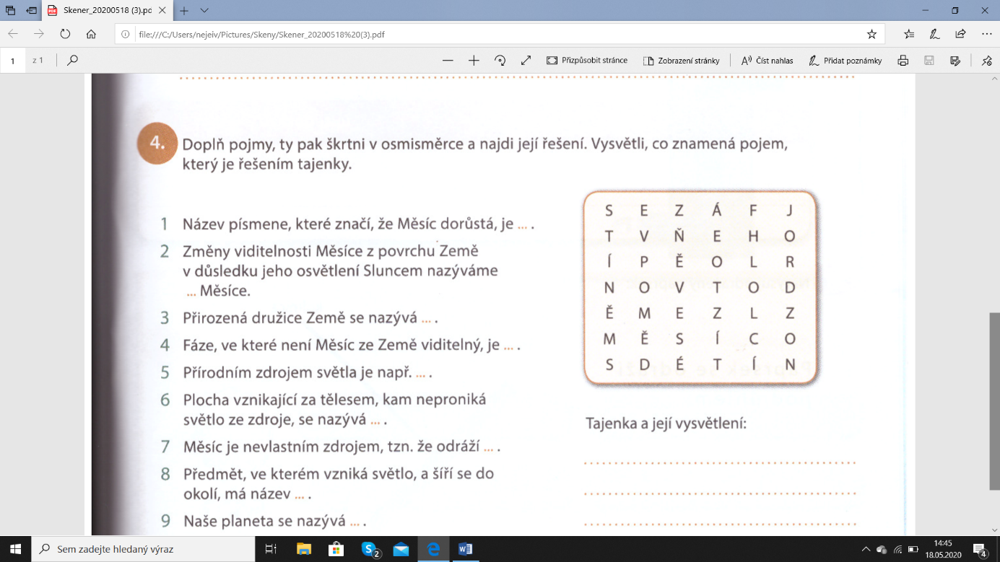 Skener_20200518 (3).pd
file:///C:/Users/nejeiv/Pictures/Skeny/Skener_20200518%20(3).pdf
1 z 1 Přizpůsobit stránce Zobrazení stránky Číst nahlas Přidat poznámky
4. Doplň pojmy, ty pak škrtni v osmisměrce a najdi její řešení. Vysvětli, co znamená pojem,
který je řešením tajenky.
1 Název písmene, které značí, že Měsíc dorůstá, je ... .
2 Změny viditelnosti Měsíce z povrchu Země
v důsledku jeho osvětlení Sluncem nazýváme
... Měsíce.
3 Přirozená družice Země se nazývá ... .
4 Fáze, ve které není Měsíc ze Země viditelný, je ... .
5 Přírodním zdrojem světla je např. ... .
6 Plocha vznikající za tělesem, kam neproniká
světlo ze zdroje, se nazývá ... .
7 Měsíc je nevlastním zdrojem, tzn. že odráží ... .
8 Předmět, ve kterém vzniká světlo, a šíří se do
okolí, má název ... .
9 Naše planeta se nazývá ... .
S E Z Á F J
T V Ň E H O
Í P Ě O L R
N O V T O D
Ě M E Z L Z
M Ě S Í C O
S D É T Í N
Tajenka a její vysvětlení:
Sem zadejte hledaný výraz
2
14:45
18.05.2020
4